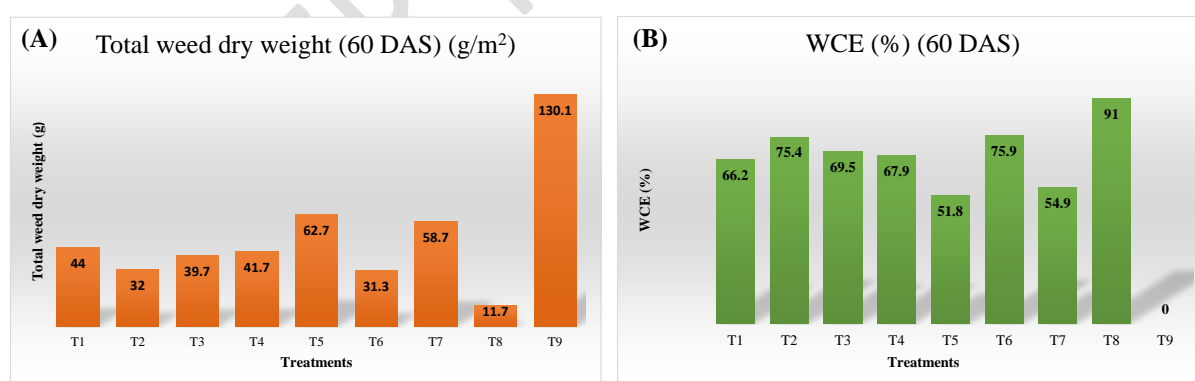 (A)
Total weed dry weight (60 DAS) (g/m²)
Total weed dry weight (g)
44
32
39.7
41.7
62.7
31.3
58.7
11.7
130.1
T1 T2 T3 T4 T5 T6 T7 T8 T9
Treatments
(B)
WCE (%) (60 DAS)
WCE (%)
66.2
75.4
69.5
67.9
51.8
75.9
54.9
91
0
T1 T2 T3 T4 T5 T6 T7 T8 T9
Treatments